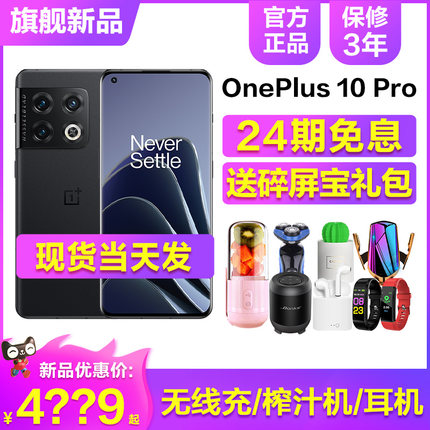 旗舰新品
官方
正品
保修
3年
OnePlus 10 Pro
HASSELBLAD
Never
Settle
24期免息
送碎屏宝礼包
现货当天发
新品优惠价:
¥4??9起
无线充/榨汁机/耳机